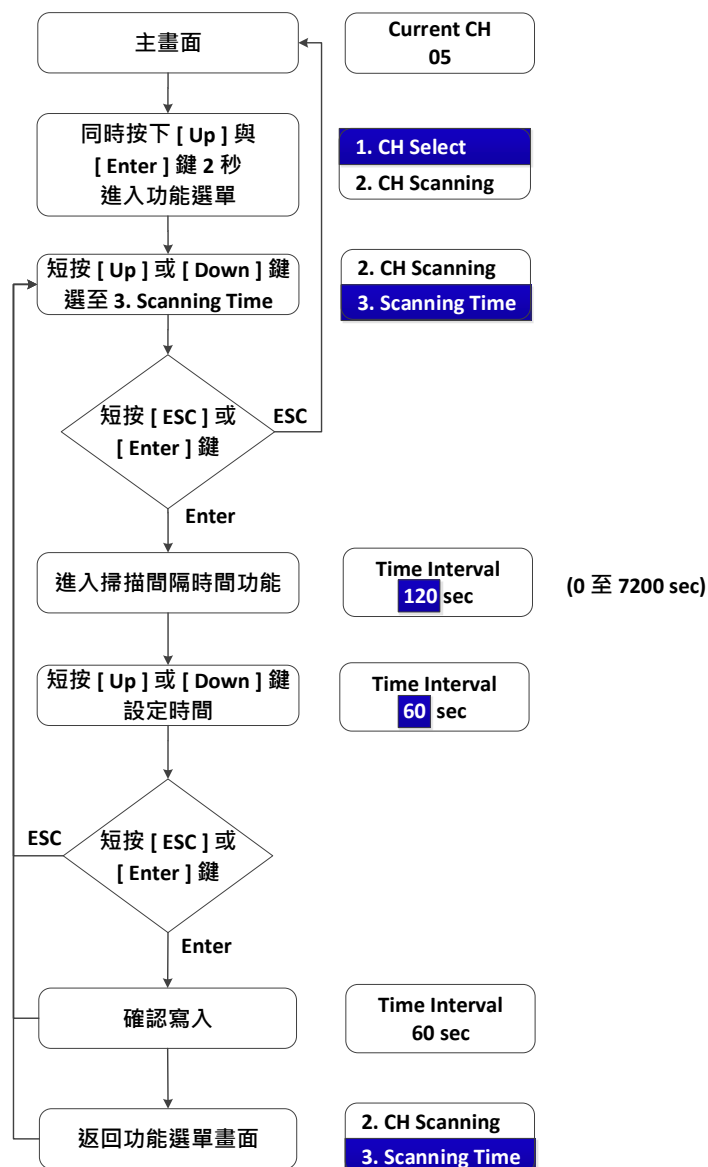 主畫面
Current CH
05
同時按下 [ Up ] 與
[ Enter ] 鍵 2 秒
進入功能選單
1. CH Select
2. CH Scanning
短按 [ Up ] 或 [ Down ] 鍵
選至 3. Scanning Time
2. CH Scanning
3. Scanning Time
短按 [ ESC ] 或
[ Enter ] 鍵
ESC
Enter
進入掃描間隔時間功能
Time Interval
120 sec
(0 至 7200 sec)
短按 [ Up ] 或 [ Down ] 鍵
設定時間
Time Interval
60 sec
ESC
短按 [ ESC ] 或
[ Enter ] 鍵
Enter
確認寫入
Time Interval
60 sec
返回功能選單畫面
2. CH Scanning
3. Scanning Time